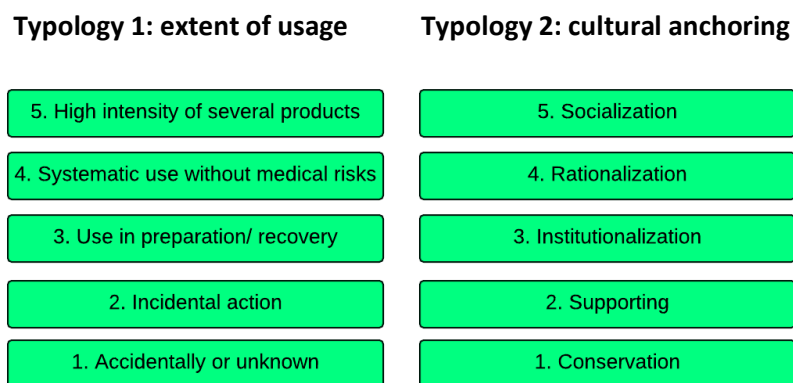 Typology 1: extent of usage
5. High intensity of several products
4. Systematic use without medical risks
3. Use in preparation/ recovery
2. Incidental action
1. Accidentally or unknown
Typology 2: cultural anchoring
5. Socialization
4. Rationalization
3. Institutionalization
2. Supporting
1. Conservation